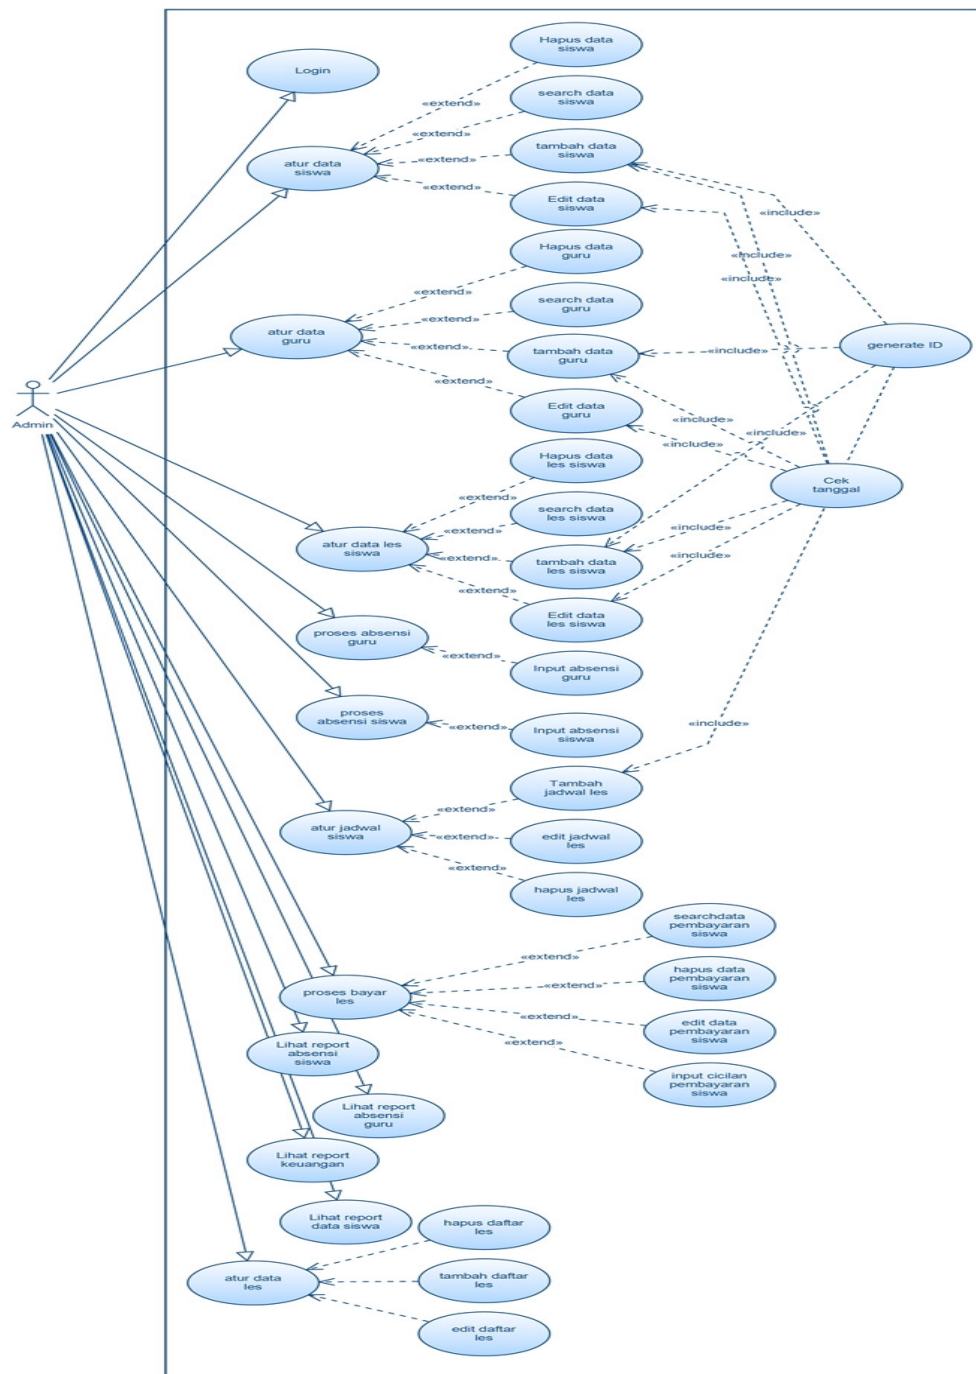 Login
Hapus data
siswa
«extend»
search data
siswa
«extend»
atur data
siswa
«extend»
tambah data
siswa
«extend»
Edit data
siswa
«include»
«include»
«include»
Hapus data
guru
«extend»
search data
guru
«extend»
atur data
guru
«extend»
tambah data
guru
«include»
generate ID
«extend»
Edit data
guru
Admin
«include»
«include»
«include»
Hapus data
les siswa
«extend»
Cek
tanggal
search data
les siswa
«extend»
«include»
atur data les
siswa
«extend»
tambah data
les siswa
«include»
«extend»
Edit data
les siswa
proses absensi
guru
«extend»
Input absensi
guru
proses
absensi siswa
«extend»
Input absensi
siswa
«include»
Tambah
jadwal les
«extend»
atur jadwal
siswa
«extend»
edit jadwal
les
«extend»
hapus jadwal
les
searchdata
pembayaran
siswa
«extend»
hapus data
pembayaran
siswa
«extend»
proses bayar
les
«extend»
edit data
pembayaran
siswa
«extend»
input cicilan
pembayaran
siswa
Lihat report
absensi
siswa
Lihat report
absensi
guru
Lihat report
keuangan
Lihat report
data siswa
hapus daftar
les
«extend»
atur data
les
«extend»
tambah daftar
les
«extend»
edit daftar
les